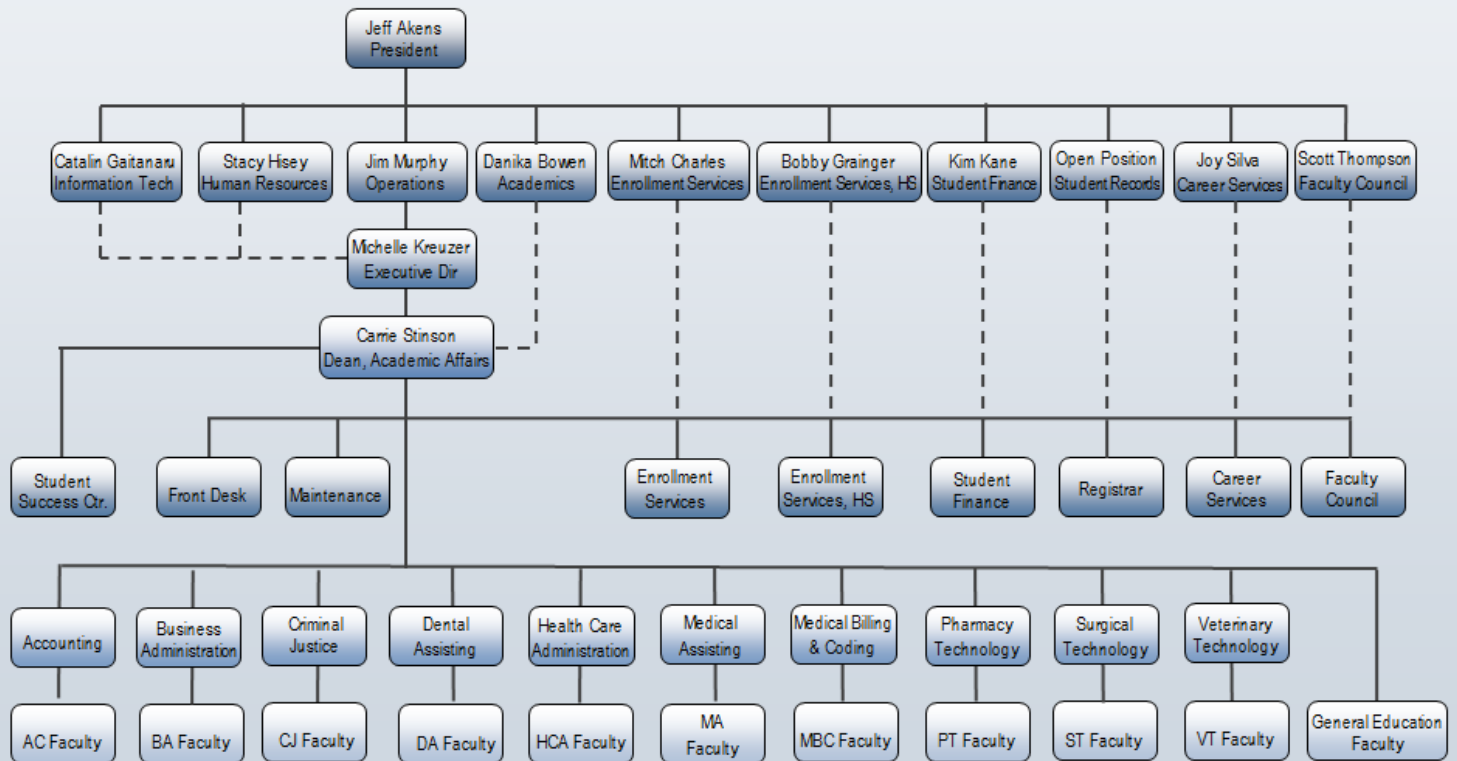 Jeff Akens
President
Catalin Gaitanaru
Information Tech
Stacy Hisey
Human Resources
Jim Murphy
Operations
Danika Bowen
Academics
Mitch Charles
Enrollment Services
Bobby Grainger
Enrollment Services, HS
Kim Kane
Student Finance
Open Position
Student Records
Joy Silva
Career Services
Scott Thompson
Faculty Council
Michelle Kreuzer
Executive Dir
Carrie Stinson
Dean, Academic Affairs
Student
Success Ctr.
Front Desk
Maintenance
Enrollment
Services
Enrollment
Services, HS
Student
Finance
Registrar
Career
Services
Faculty
Council
Accounting
Business
Administration
Criminal
Justice
Dental
Assisting
Health Care
Administration
Medical
Assisting
Medical Billing
& Coding
Pharmacy
Technology
Surgical
Technology
Veterinary
Technology
AC Faculty
BA Faculty
CJ Faculty
DA Faculty
HCA Faculty
MA
Faculty
MBC Faculty
PT Faculty
ST Faculty
VT Faculty
General Education
Faculty